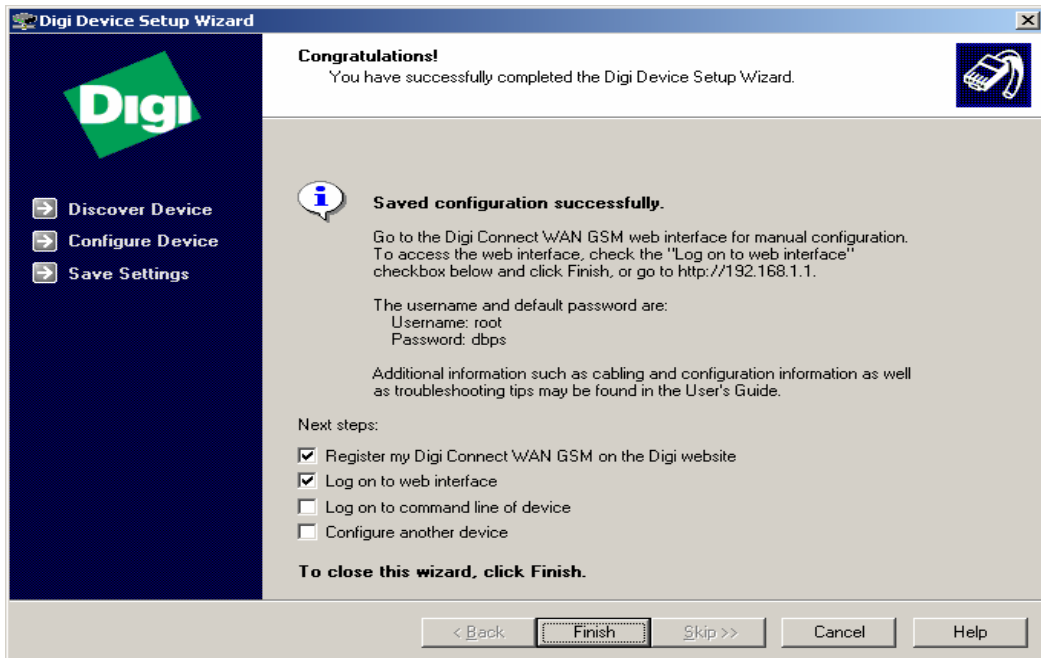 Digi Device Setup Wizard
Digi
Discover Device
Configure Device
Save Settings
Congratulations!
You have successfully completed the Digi Device Setup Wizard.
Saved configuration successfully.
Go to the Digi Connect WAN GSM web interface for manual configuration.
To access the web interface, check the "Log on to web interface"
checkbox below and click Finish, or go to http://192.168.1.1.
The username and default password are:
Username: root
Password: dbps
Additional information such as cabling and configuration information as well
as troubleshooting tips may be found in the User's Guide.
Next steps:
Register my Digi Connect WAN GSM on the Digi website
Log on to web interface
Log on to command line of device
Configure another device
To close this wizard, click Finish.
< Back
Finish
Skip >>
Cancel
Help